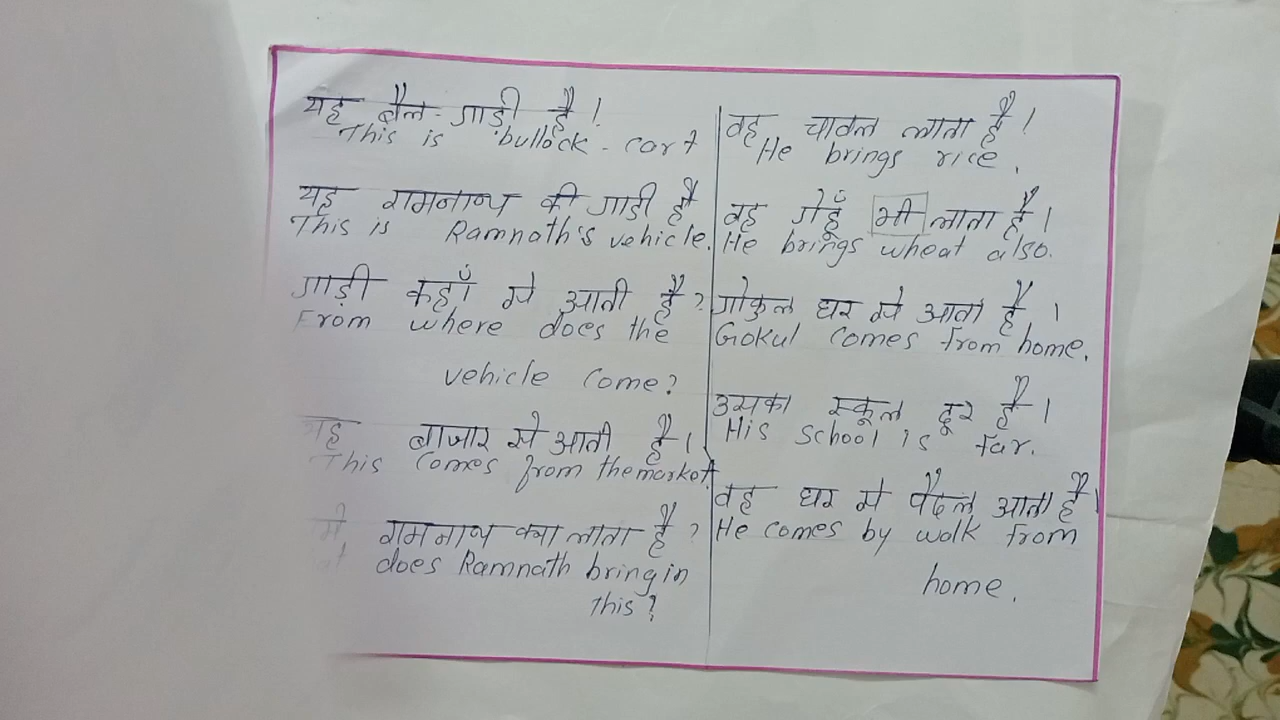 यह बैल-गाड़ी है।
This is bullock-cart
यह रामनाथ की गाडी है
This is Ramnath's vehicle.
गाड़ी कहाँ से आती है?
From where does the
vehicle come?
यह बाजार से आती है।
This comes from the market.
में रामनाथ क्या लाता है?
does Ramnath bring in
this?
वह चावल लाता है।
He brings rice.
वह गेहूँ भी लाता है।
He brings wheat also.
गोकुल घर से आता है।
Gokul comes from home.
उसका स्कूल दूर है।
His school is far.
वह घर से पैदल आता है।
He comes by walk from
home.